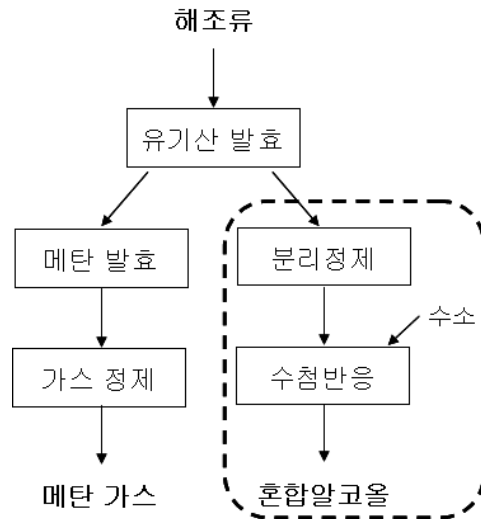 해조류
유기산 발효
메탄 발효
분리정제
수소
가스 정제
수첨반응
메탄 가스
혼합알코올